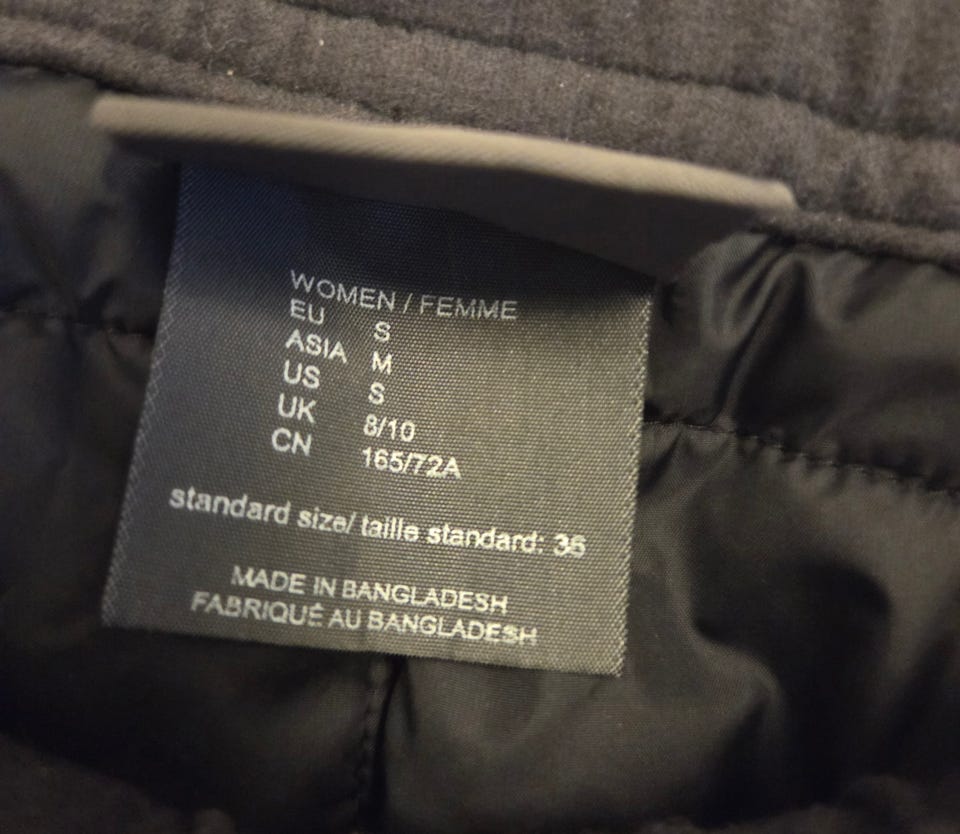 WOMEN / FEMME
EU S
ASIA M
US S
UK 8/10
CN 165/72A
standard size/ taille standard: 36
MADE IN BANGLADESH
FABRIQUÉ AU BANGLADESH